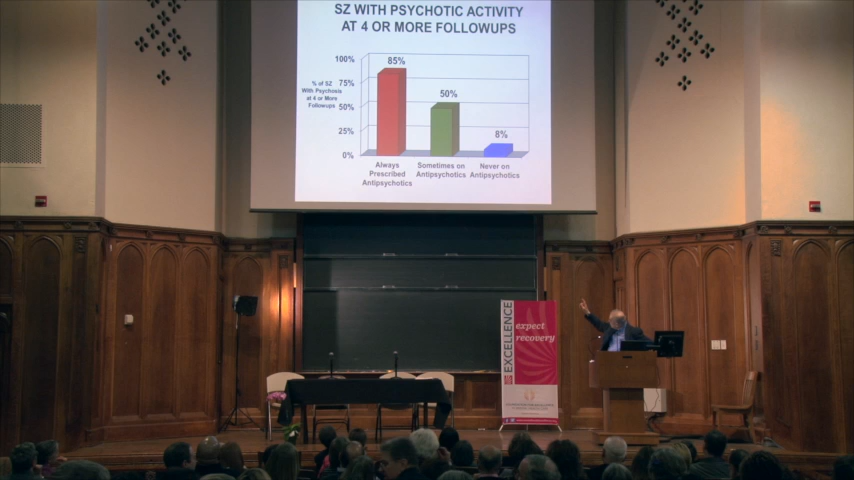 SZ WITH PSYCHOTIC ACTIVITY
AT 4 OR MORE FOLLOWUPS
% of SZ
With Psychosis
at 4 or More
Followups
100%
75%
50%
25%
0%
85%
50%
8%
Always
Prescribed
Antipsychotics
Sometimes on
Antipsychotics
Never on
Antipsychotics
EXCELLENCE
expect
recovery